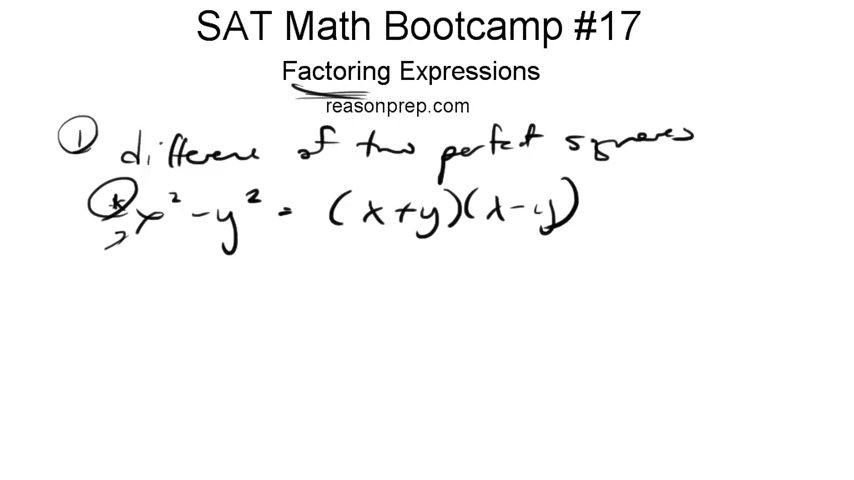 SAT Math Bootcamp #17
Factoring Expressions
reasonprep.com
① difference of two perfect squares
* x² - y² = (x+y)(x-y)